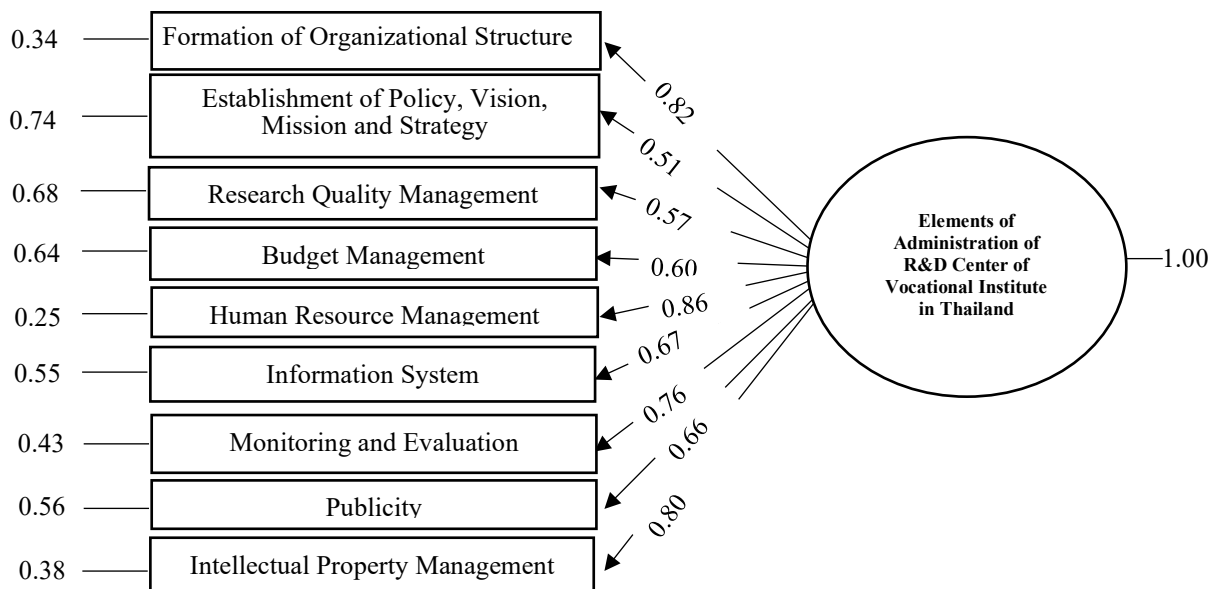 0.34
Formation of Organizational Structure
0.82
0.74
Establishment of Policy, Vision,
Mission and Strategy
0.51
0.68
Research Quality Management
0.57
0.64
Budget Management
0.60
0.25
Human Resource Management
0.86
0.55
Information System
0.67
0.43
Monitoring and Evaluation
0.76
0.56
Publicity
0.66
0.38
Intellectual Property Management
0.80
Elements of
Administration of
R&D Center of
Vocational Institute
in Thailand
1.00